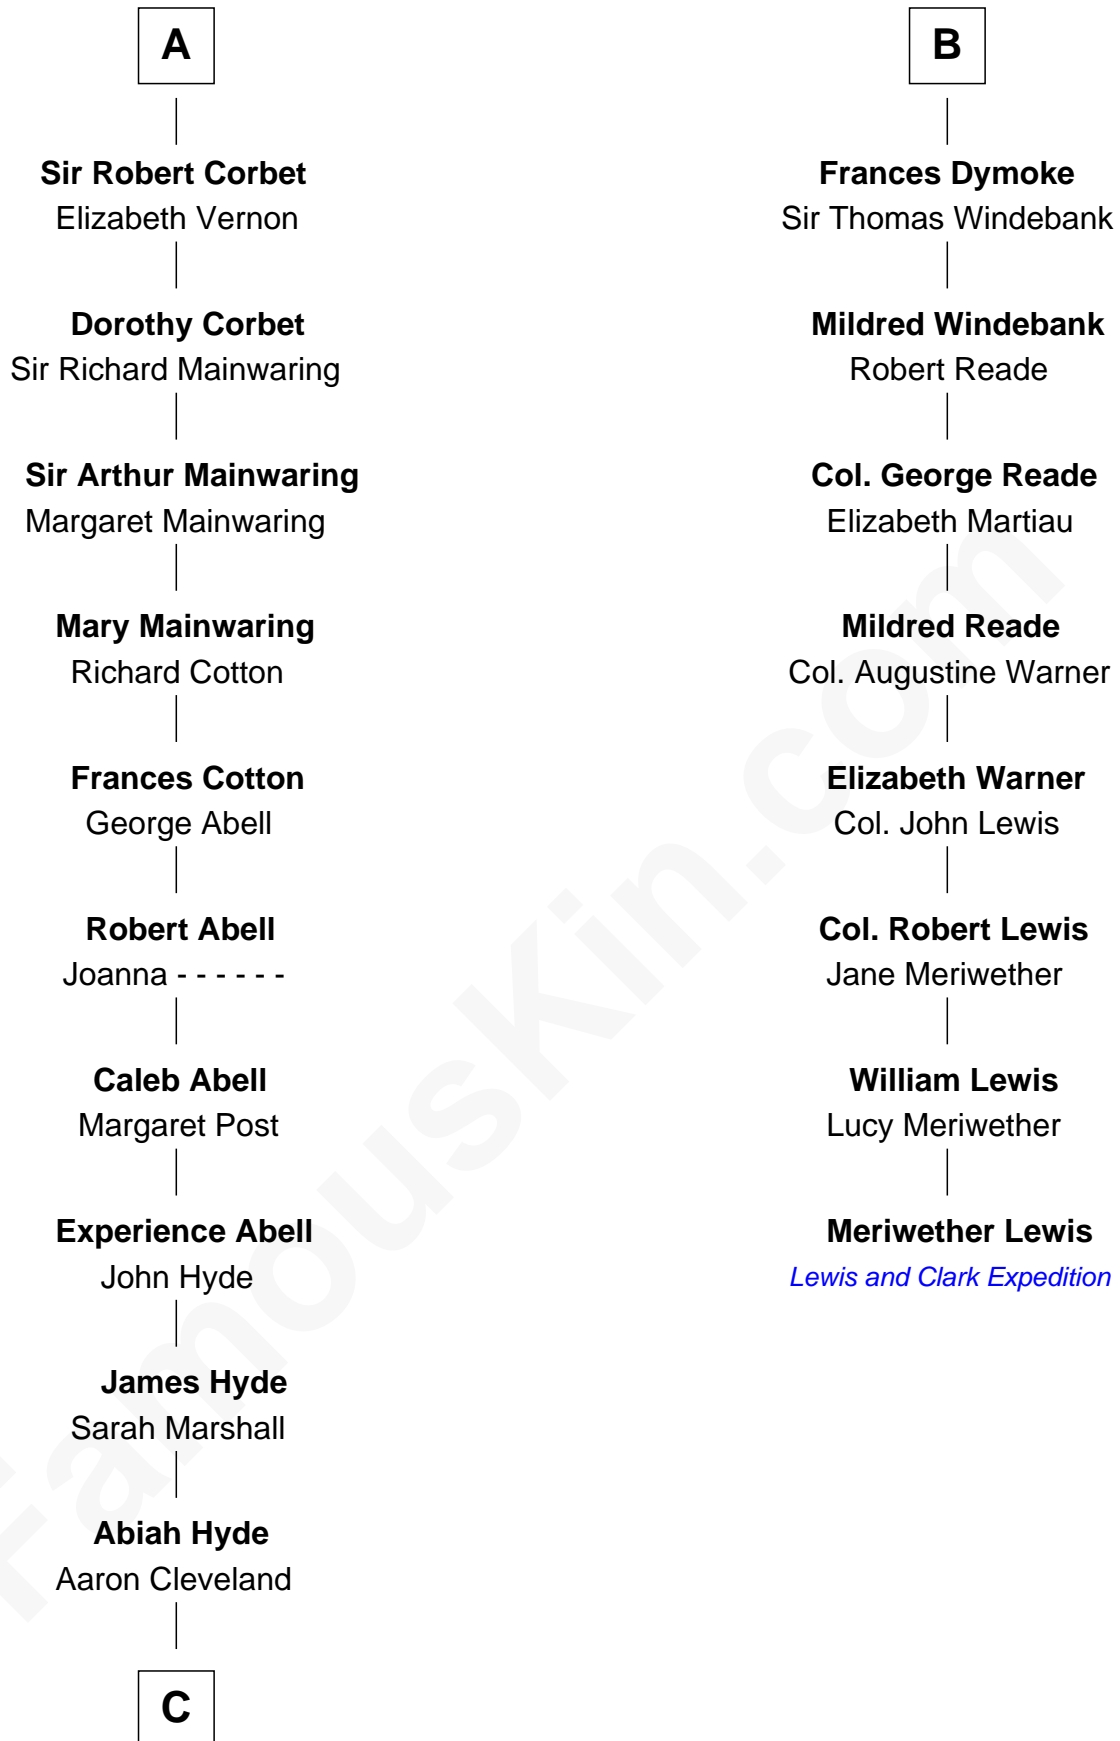 A
Sir Robert Corbet
Elizabeth Vernon
Dorothy Corbet
Sir Richard Mainwaring
Sir Arthur Mainwaring
Margaret Mainwaring
Mary Mainwaring
Richard Cotton
Frances Cotton
George Abell
Robert Abell
Joanna - - - - - -
Caleb Abell
Margaret Post
Experience Abell
John Hyde
James Hyde
Sarah Marshall
Abiah Hyde
Aaron Cleveland
C
B
Frances Dymoke
Sir Thomas Windebank
Mildred Windebank
Robert Reade
Col. George Reade
Elizabeth Martiau
Mildred Reade
Col. Augustine Warner
Elizabeth Warner
Col. John Lewis
Col. Robert Lewis
Jane Meriwether
William Lewis
Lucy Meriwether
Meriwether Lewis
Lewis and Clark Expedition
FamousKin.com